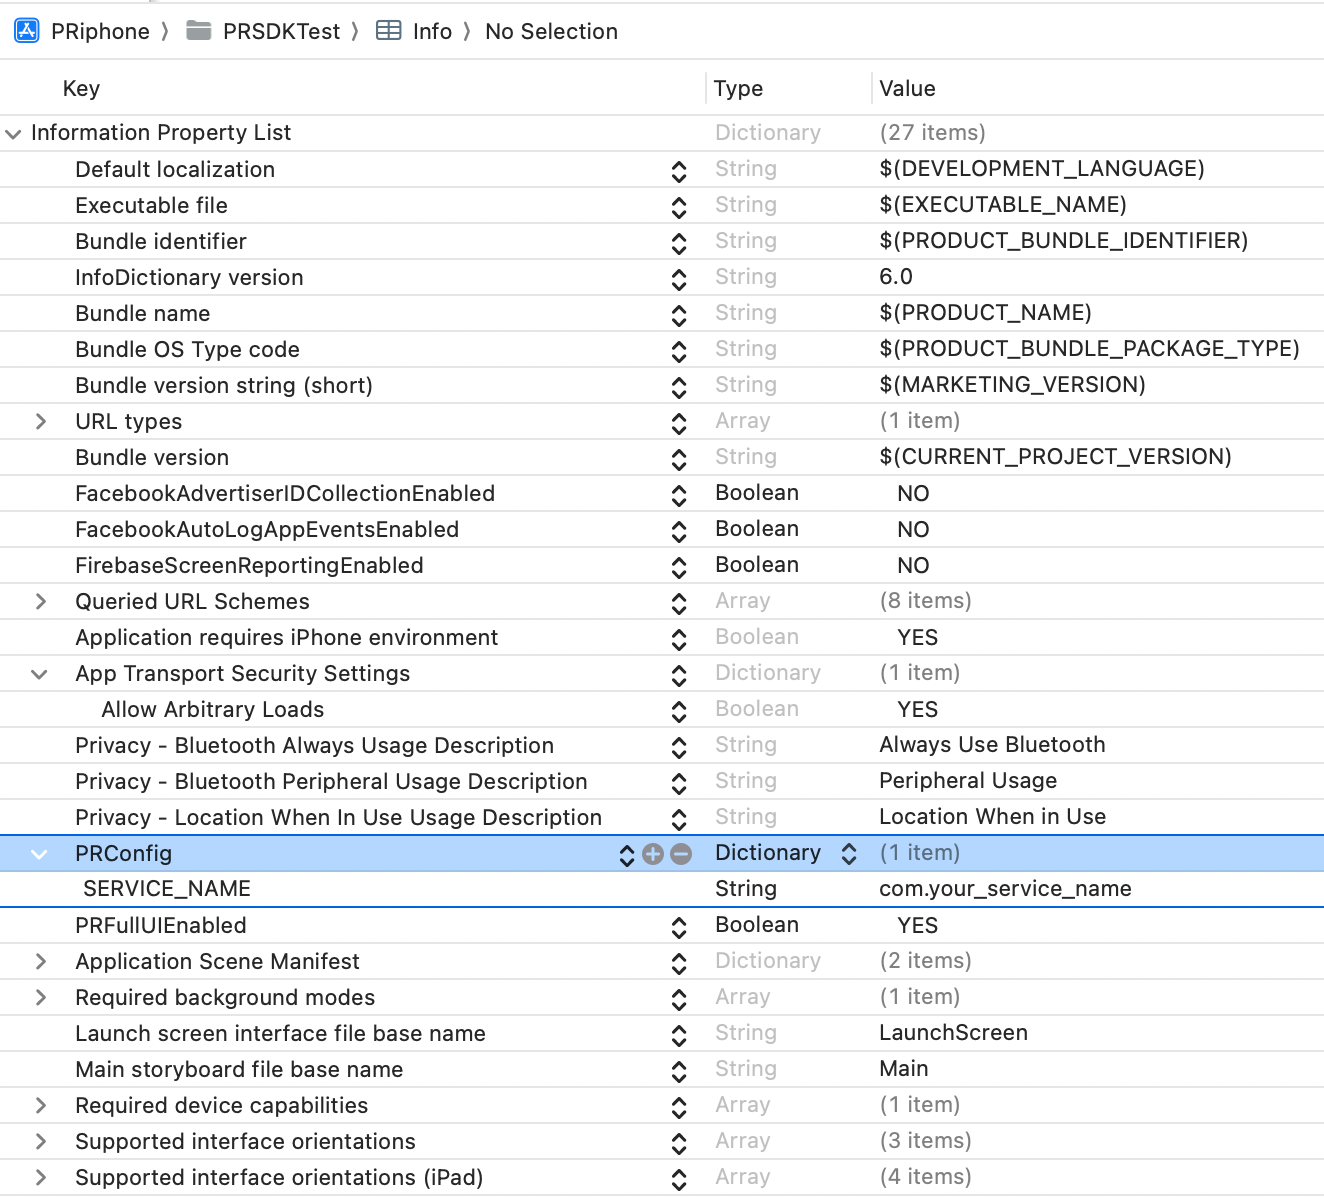 PRiphone 〉 PRSDKTest 〉 Info 〉 No Selection
Key Type Value
Information Property List Dictionary (27 items)
Default localization String $(DEVELOPMENT_LANGUAGE)
Executable file String $(EXECUTABLE_NAME)
Bundle identifier String $(PRODUCT_BUNDLE_IDENTIFIER)
InfoDictionary version String 6.0
Bundle name String $(PRODUCT_NAME)
Bundle OS Type code String $(PRODUCT_BUNDLE_PACKAGE_TYPE)
Bundle version string (short) String $(MARKETING_VERSION)
URL types Array (1 item)
Bundle version String $(CURRENT_PROJECT_VERSION)
FacebookAdvertiserIDCollectionEnabled Boolean NO
FacebookAutoLogAppEventsEnabled Boolean NO
FirebaseScreenReportingEnabled Boolean NO
Queried URL Schemes Array (8 items)
Application requires iPhone environment Boolean YES
App Transport Security Settings Dictionary (1 item)
Allow Arbitrary Loads Boolean YES
Privacy - Bluetooth Always Usage Description String Always Use Bluetooth
Privacy - Bluetooth Peripheral Usage Description String Peripheral Usage
Privacy - Location When In Use Usage Description String Location When in Use
PRConfig Dictionary (1 item)
SERVICE_NAME String com.your_service_name
PRFullUIEnabled Boolean YES
Application Scene Manifest Dictionary (2 items)
Required background modes Array (1 item)
Launch screen interface file base name String LaunchScreen
Main storyboard file base name String Main
Required device capabilities Array (1 item)
Supported interface orientations Array (3 items)
Supported interface orientations (iPad) Array (4 items)